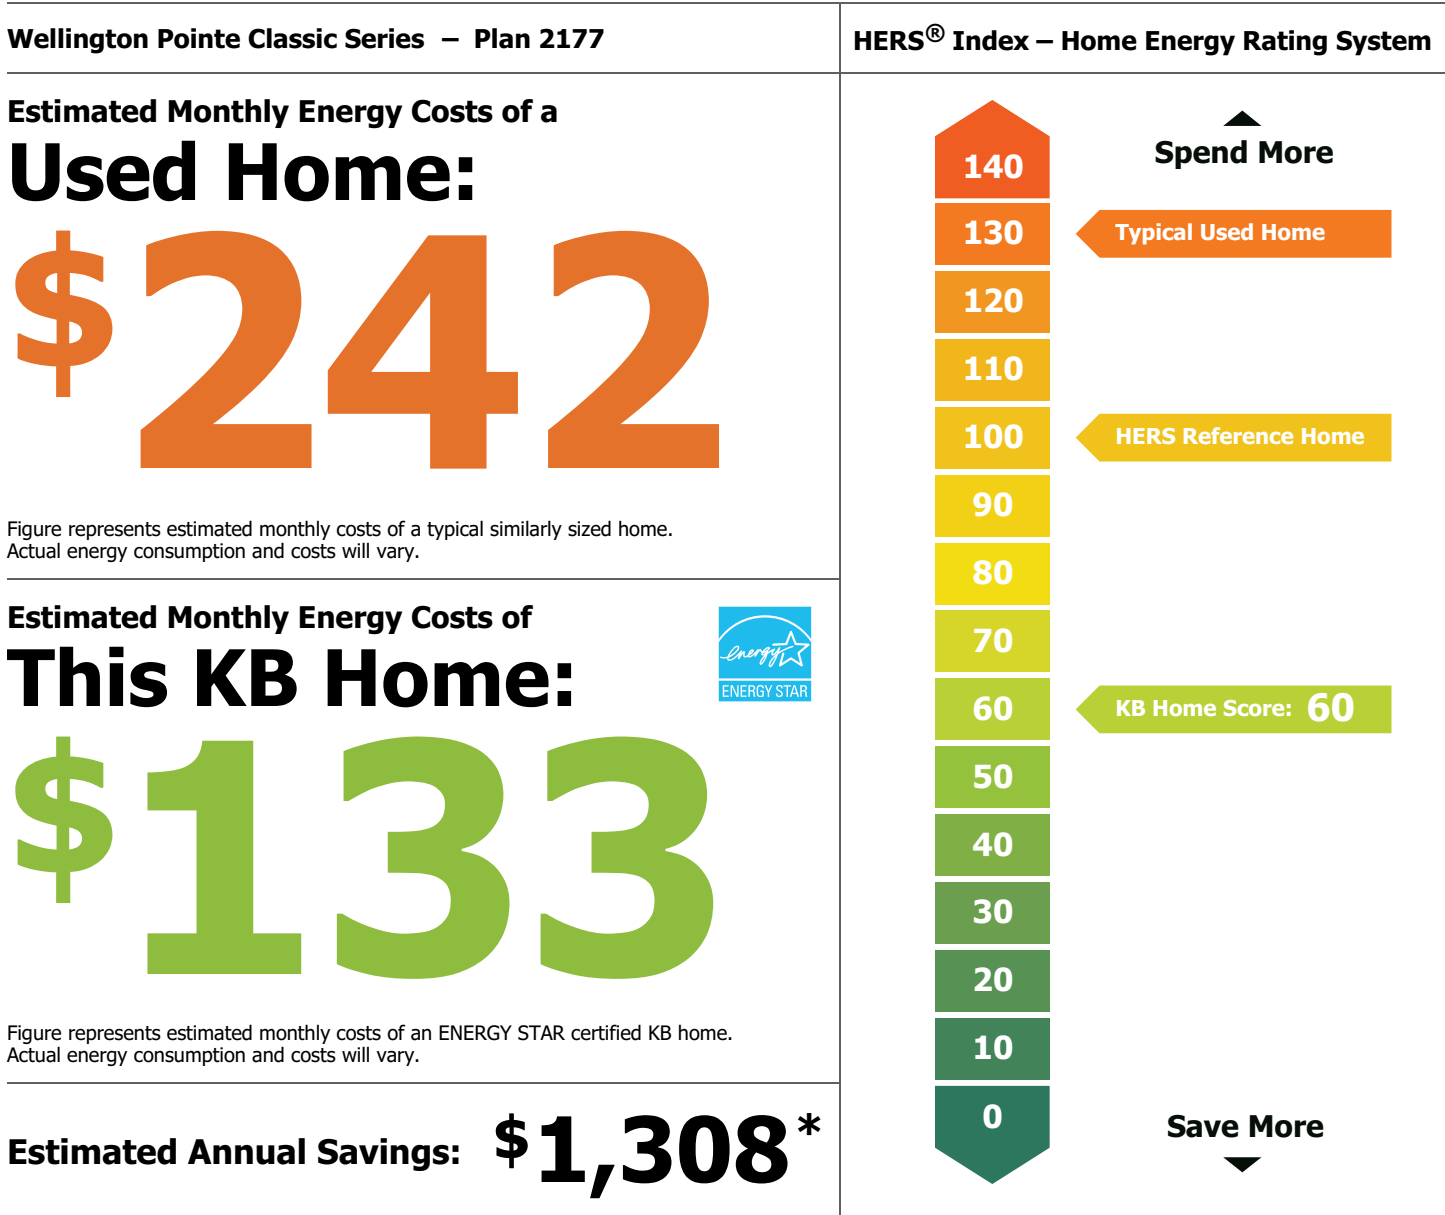 Wellington Pointe Classic Series – Plan 2177
Estimated Monthly Energy Costs of a
Used Home:
$242
Figure represents estimated monthly costs of a typical similarly sized home.
Actual energy consumption and costs will vary.
Estimated Monthly Energy Costs of
This KB Home:
energy
ENERGY STAR
$133
Figure represents estimated monthly costs of an ENERGY STAR certified KB home.
Actual energy consumption and costs will vary.
Estimated Annual Savings: $1,308*
HERS® Index – Home Energy Rating System
Spend More
140
130 Typical Used Home
120
110
100 HERS Reference Home
90
80
70
60 KB Home Score: 60
50
40
30
20
10
0
Save More